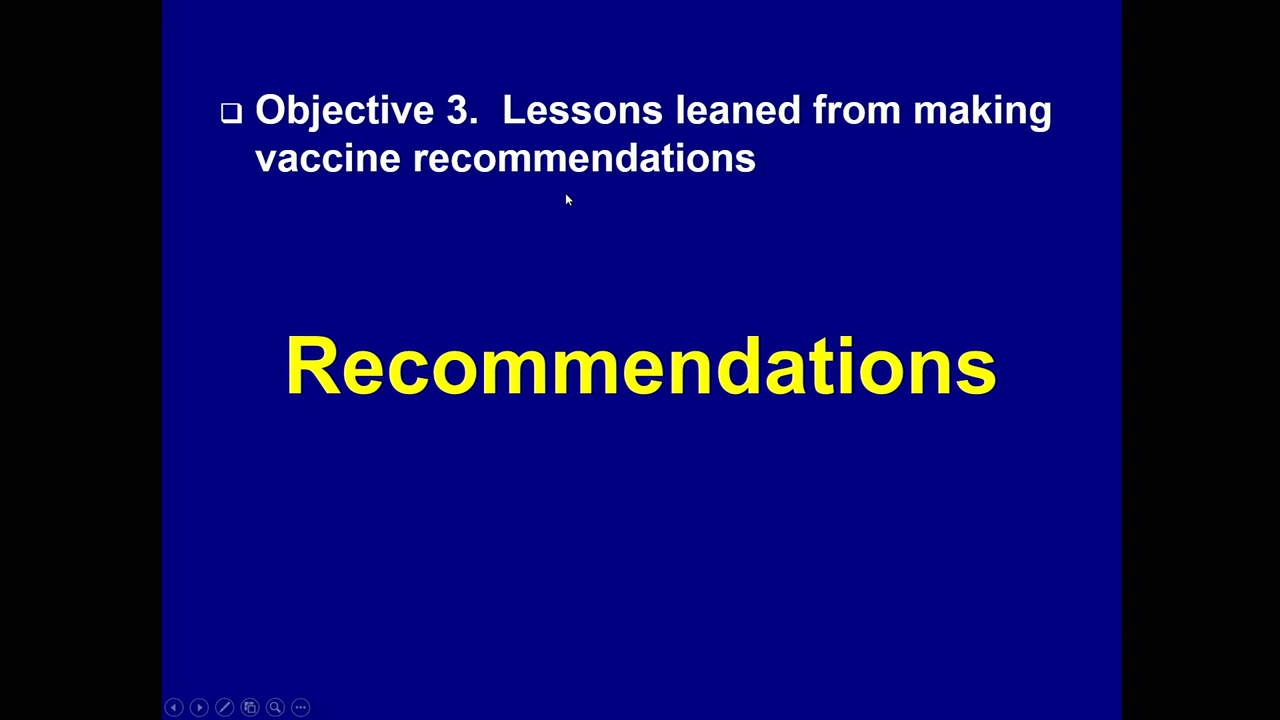 Objective 3.  Lessons leaned from making
vaccine recommendations
Recommendations